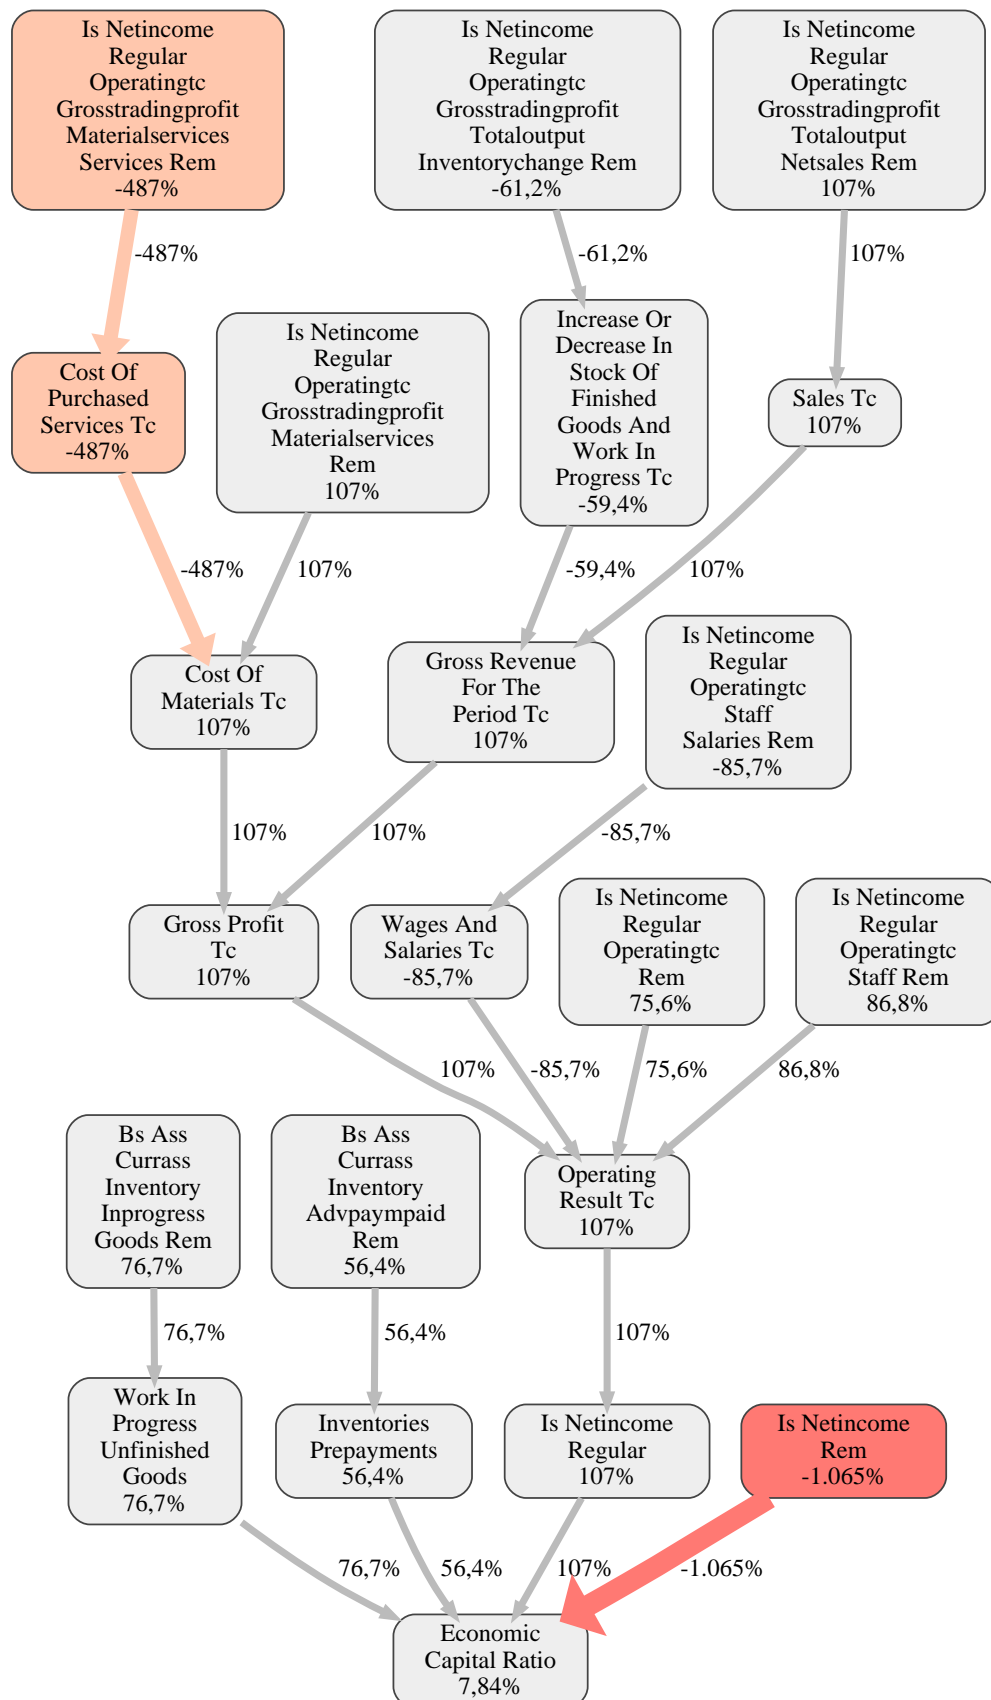 Is Netincome
Regular
Operatingtc
Grosstradingprofit
Materialservices
Services Rem
-487%
Is Netincome
Regular
Operatingtc
Grosstradingprofit
Totaloutput
Inventorychange Rem
-61,2%
Is Netincome
Regular
Operatingtc
Grosstradingprofit
Totaloutput
Netsales Rem
107%
-487%
-61,2%
107%
Cost Of
Purchased
Services Tc
-487%
Is Netincome
Regular
Operatingtc
Grosstradingprofit
Materialservices
Rem
107%
Increase Or
Decrease In
Stock Of
Finished
Goods And
Work In
Progress Tc
-59,4%
Sales Tc
107%
-487%
107%
-59,4%
107%
Cost Of
Materials Tc
107%
Gross Revenue
For The
Period Tc
107%
Is Netincome
Regular
Operatingtc
Staff
Salaries Rem
-85,7%
107%
107%
-85,7%
Gross Profit
Tc
107%
Wages And
Salaries Tc
-85,7%
Is Netincome
Regular
Operatingtc
Rem
75,6%
Is Netincome
Regular
Operatingtc
Staff Rem
86,8%
107%
-85,7%
75,6%
86,8%
Bs Ass
Currass
Inventory
Inprogress
Goods Rem
76,7%
Bs Ass
Currass
Inventory
Advpaympaid
Rem
56,4%
Operating
Result Tc
107%
76,7%
56,4%
107%
Work In
Progress
Unfinished
Goods
76,7%
Inventories
Prepayments
56,4%
Is Netincome
Regular
107%
Is Netincome
Rem
-1.065%
76,7%
56,4%
107%
-1.065%
Economic
Capital Ratio
7,84%